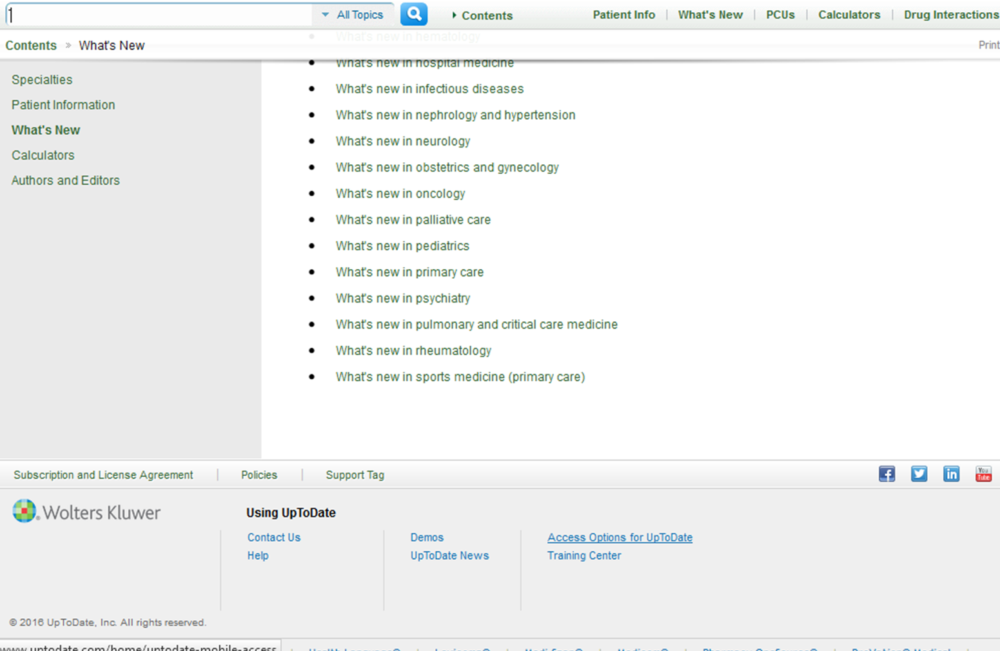 All Topics Contents Patient Info What's New PCUs Calculators Drug Interactions
What's new in hematology
Contents » What's New Print
What's new in hospital medicine
Specialties
Patient Information
What's New
Calculators
Authors and Editors
What's new in infectious diseases
What's new in nephrology and hypertension
What's new in neurology
What's new in obstetrics and gynecology
What's new in oncology
What's new in palliative care
What's new in pediatrics
What's new in primary care
What's new in psychiatry
What's new in pulmonary and critical care medicine
What's new in rheumatology
What's new in sports medicine (primary care)
Subscription and License Agreement | Policies | Support Tag
You Tube
Wolters Kluwer
Using UpToDate
Contact Us
Help
Demos
UpToDate News
Access Options for UpToDate
Training Center
© 2016 UpToDate, Inc. All rights reserved.
www.uptodate.com/home/uptodate-mobile-access